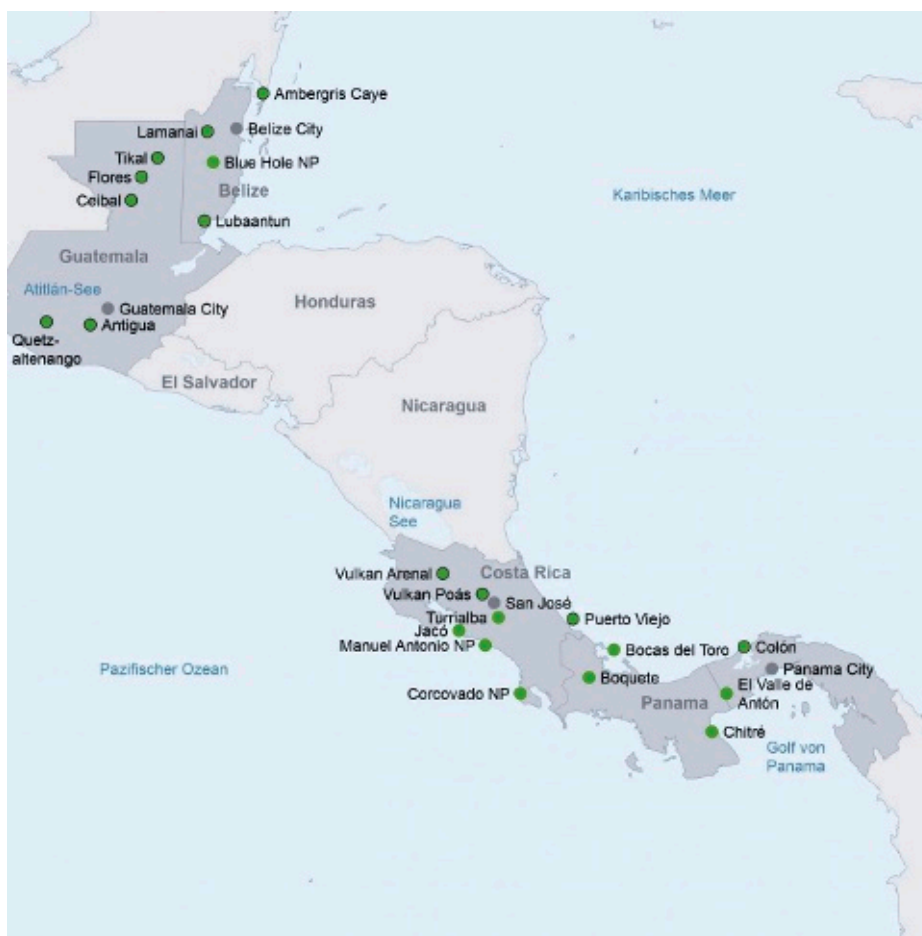 Ambergris Caye
Belize City
Lamanai
Tikal
Blue Hole NP
Flores
Belize
Ceibal
Karibisches Meer
Lubaantun
Guatemala
Atitlán-See
Honduras
Guatemala City
Antigua
Quetz-
altenango
El Salvador
Nicaragua
Nicaragua
See
Vulkan Arenal
Costa Rica
Vulkan Poás
San José
Turrialba
Puerto Viejo
Jacó
Manuel Antonio NP
Bocas del Toro
Colón
Pazifischer Ozean
Panama City
Boquete
Corcovado NP
El Valle de
Antón
Panama
Chitré
Golf von
Panama